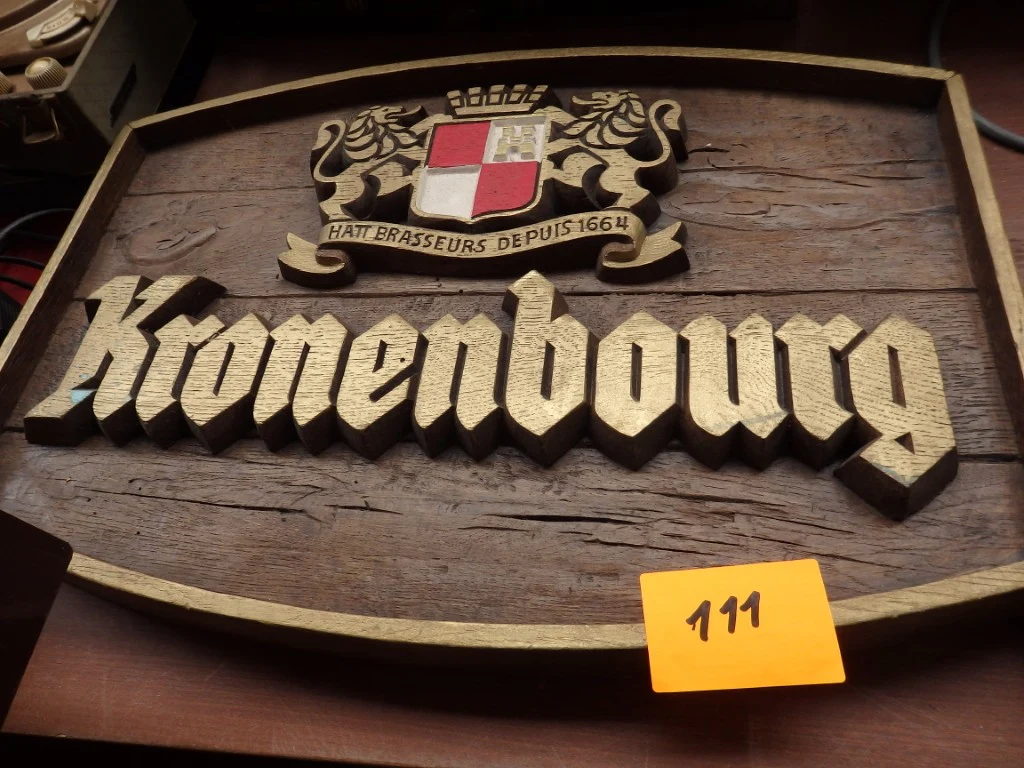 HATT BRASSEURS DEPUIS 1664
Kronenbourg
111